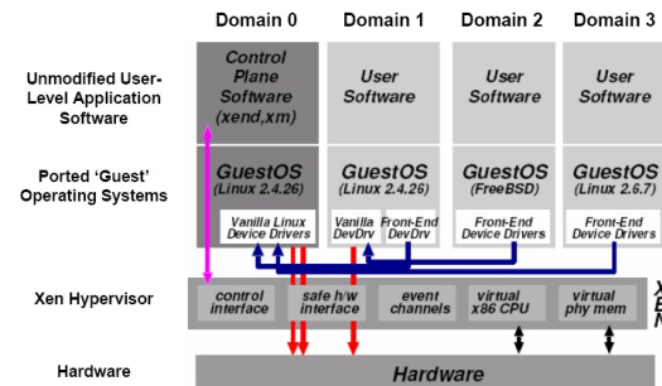 Domain 0
Domain 1
Domain 2
Domain 3
Unmodified User-
Level Application
Software
Control
Plane
Software
(xend,xm)
User
Software
User
Software
User
Software
Ported ‘Guest’
Operating Systems
GuestOS
(Linux 2.4.26)
GuestOS
(Linux 2.4.26)
GuestOS
(FreeBSD)
GuestOS
(Linux 2.6.7)
Vanilla Linux
Device Drivers
Vanilla
DevDrv
Front-End
DevDrv
Front-End
Device Drivers
Front-End
Device Drivers
Xen Hypervisor
control
interface
safe h/w
interface
event
channels
virtual
x86 CPU
virtual
phy mem
X
E
N
Hardware
Hardware